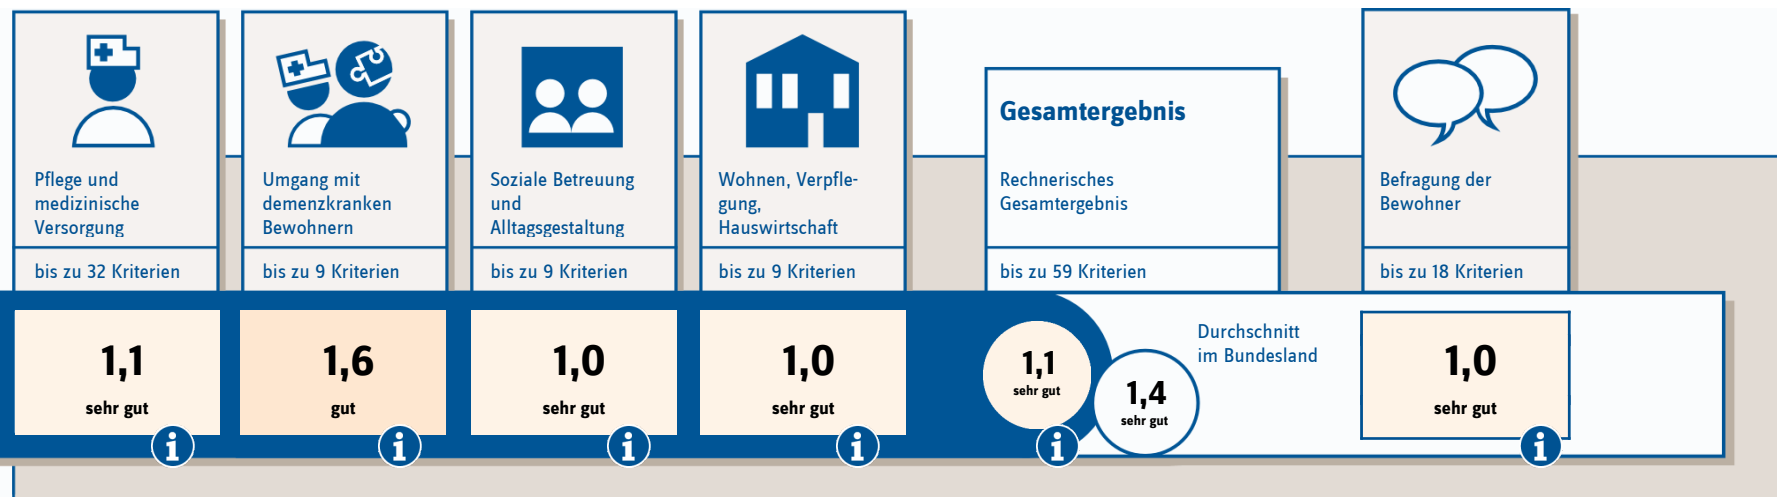 Pflege und
medizinische
Versorgung
bis zu 32 Kriterien
1,1
sehr gut
Umgang mit
demenzkranken
Bewohnern
bis zu 9 Kriterien
1,6
gut
Soziale Betreuung
und
Alltagsgestaltung
bis zu 9 Kriterien
1,0
sehr gut
Wohnen, Verpfle-
gung,
Hauswirtschaft
bis zu 9 Kriterien
1,0
sehr gut
Gesamtergebnis
Rechnerisches
Gesamtergebnis
bis zu 59 Kriterien
1,1
sehr gut
1,4
sehr gut
Durchschnitt
im Bundesland
Befragung der
Bewohner
bis zu 18 Kriterien
1,0
sehr gut